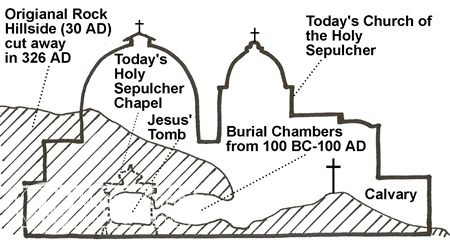 Origianal Rock
Hillside (30 AD)
cut away
in 326 AD
Today's Church of
the Holy
Sepulcher
Today's
Holy
Sepulcher
Chapel
Jesus'
Tomb
Burial Chambers
from 100 BC-100 AD
Calvary